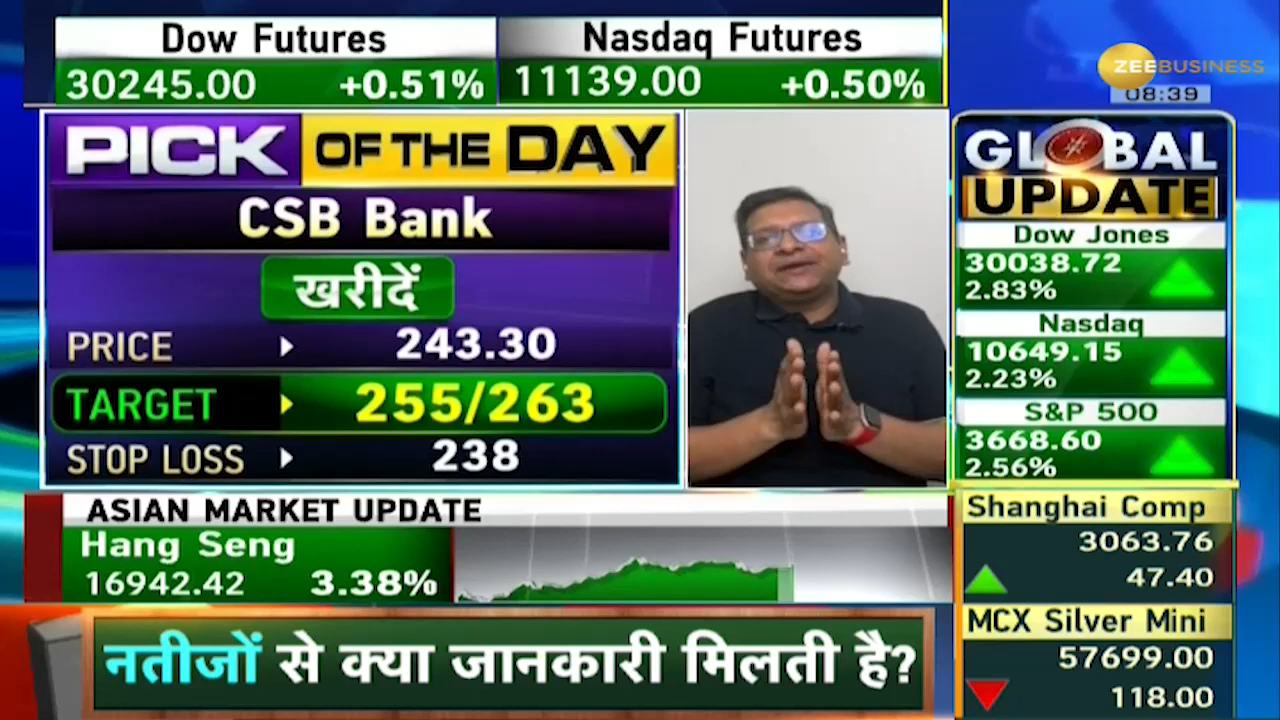 Dow Futures
30245.00 +0.51%
Nasdaq Futures
11139.00 +0.50%
ZEEBUSINESS
08:39
PICK OF THE DAY
CSB Bank
खरीदें
PRICE 243.30
TARGET 255/263
STOP LOSS 238
GLOBAL
UPDATE
Dow Jones
30038.72
2.83%
Nasdaq
10649.15
2.23%
S&P 500
3668.60
2.56%
ASIAN MARKET UPDATE
Hang Seng
16942.42 3.38%
Shanghai Comp
3063.76
47.40
MCX Silver Mini
57699.00
118.00
नतीजों से क्या जानकारी मिलती है?